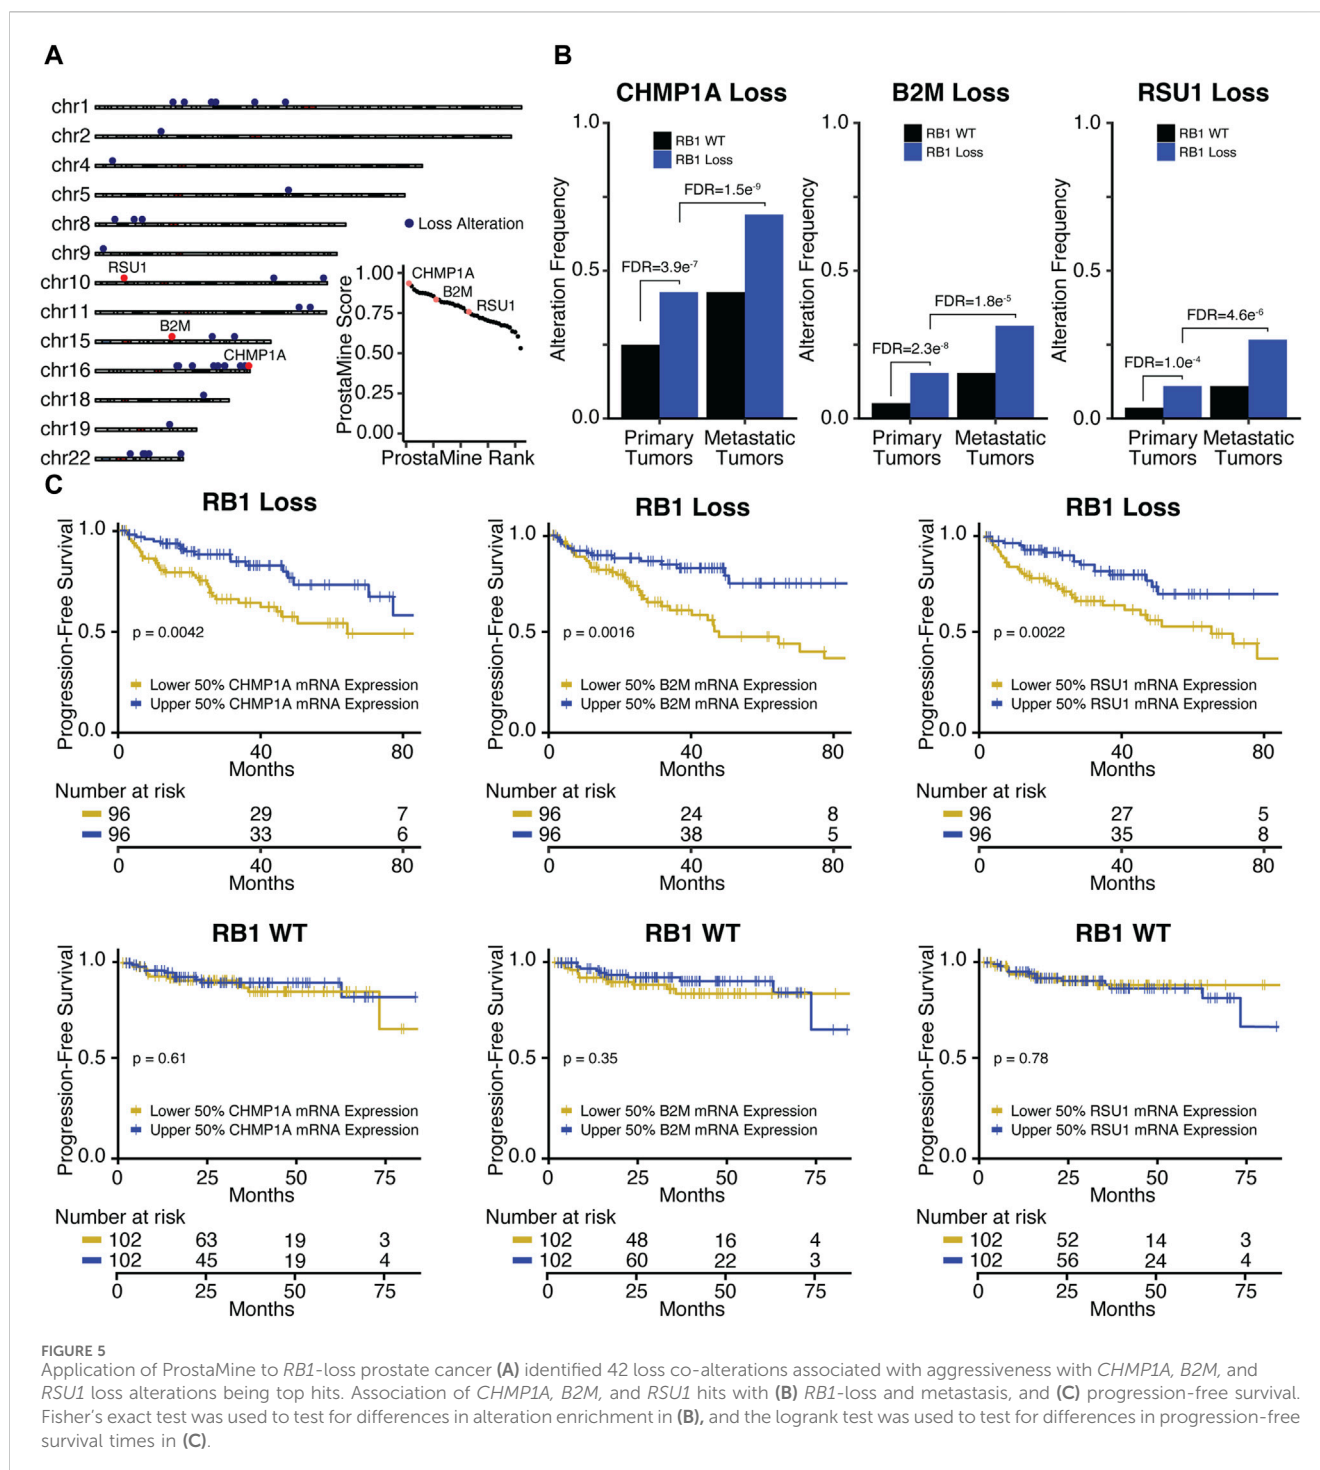 A
chr1
chr2
chr4
chr5
chr8
chr9
chr10
chr11
chr15
chr16
chr18
chr19
chr22
RSU1
B2M
CHMP1A
Loss Alteration
ProstaMine Score
1.00
0.75
0.50
0.25
0.00
CHMP1A
B2M
RSU1
ProstaMine Rank
B
CHMP1A Loss
Alteration Frequency
1.0
0.5
0.0
RB1 WT
RB1 Loss
FDR=3.9e-7
FDR=1.5e-9
Primary Tumors
Metastatic Tumors
B2M Loss
Alteration Frequency
1.0
0.5
0.0
RB1 WT
RB1 Loss
FDR=2.3e-8
FDR=1.8e-5
Primary Tumors
Metastatic Tumors
RSU1 Loss
Alteration Frequency
1.0
0.5
0.0
RB1 WT
RB1 Loss
FDR=1.0e-4
FDR=4.6e-6
Primary Tumors
Metastatic Tumors
C
RB1 Loss
Progression-Free Survival
1.0
0.5
0.0
p = 0.0042
Lower 50% CHMP1A mRNA Expression
Upper 50% CHMP1A mRNA Expression
0 40 80
Months
Number at risk
96 29 7
96 33 6
0 40 80
Months
RB1 Loss
Progression-Free Survival
1.0
0.5
0.0
p = 0.0016
Lower 50% B2M mRNA Expression
Upper 50% B2M mRNA Expression
0 40 80
Months
Number at risk
96 24 8
96 38 5
0 40 80
Months
RB1 Loss
Progression-Free Survival
1.0
0.5
0.0
p = 0.0022
Lower 50% RSU1 mRNA Expression
Upper 50% RSU1 mRNA Expression
0 40 80
Months
Number at risk
96 27 5
96 35 8
0 40 80
Months
RB1 WT
Progression-Free Survival
1.0
0.5
0.0
p = 0.61
Lower 50% CHMP1A mRNA Expression
Upper 50% CHMP1A mRNA Expression
0 25 50 75
Months
Number at risk
102 63 19 3
102 45 19 4
0 25 50 75
Months
RB1 WT
Progression-Free Survival
1.0
0.5
0.0
p = 0.35
Lower 50% B2M mRNA Expression
Upper 50% B2M mRNA Expression
0 25 50 75
Months
Number at risk
102 48 16 4
102 60 22 3
0 25 50 75
Months
RB1 WT
Progression-Free Survival
1.0
0.5
0.0
p = 0.78
Lower 50% RSU1 mRNA Expression
Upper 50% RSU1 mRNA Expression
0 25 50 75
Months
Number at risk
102 52 14 3
102 56 24 4
0 25 50 75
Months
FIGURE 5
Application of ProstaMine to RB1-loss prostate cancer (A) identified 42 loss co-alterations associated with aggressiveness with CHMP1A, B2M, and
RSU1 loss alterations being top hits. Association of CHMP1A, B2M, and RSU1 hits with (B) RB1-loss and metastasis, and (C) progression-free survival.
Fisher's exact test was used to test for differences in alteration enrichment in (B), and the logrank test was used to test for differences in progression-free
survival times in (C).